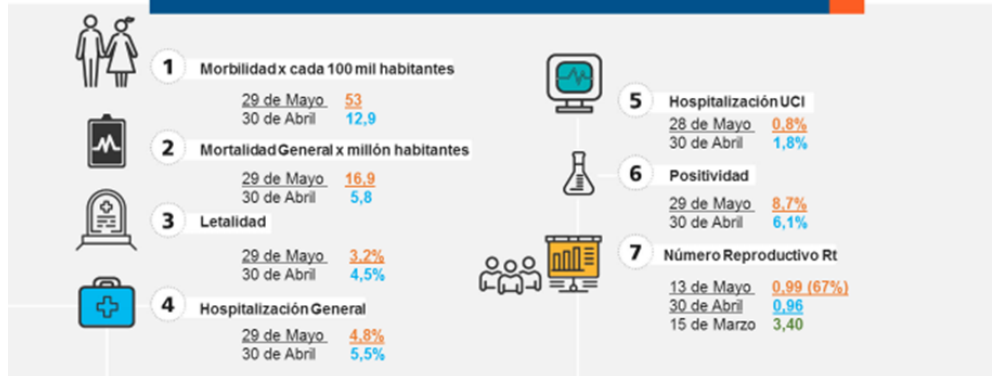 1 Morbilidad x cada 100 mil habitantes
29 de Mayo 53
30 de Abril 12,9
2 Mortalidad General x millón habitantes
29 de Mayo 16,9
30 de Abril 5,8
3 Letalidad
29 de Mayo 3,2%
30 de Abril 4,5%
4 Hospitalización General
29 de Mayo 4,8%
30 de Abril 5,5%
5 Hospitalización UCI
28 de Mayo 0,8%
30 de Abril 1,8%
6 Positividad
29 de Mayo 8,7%
30 de Abril 6,1%
7 Número Reproductivo Rt
13 de Mayo 0,99 (67%)
30 de Abril 0,96
15 de Marzo 3,40